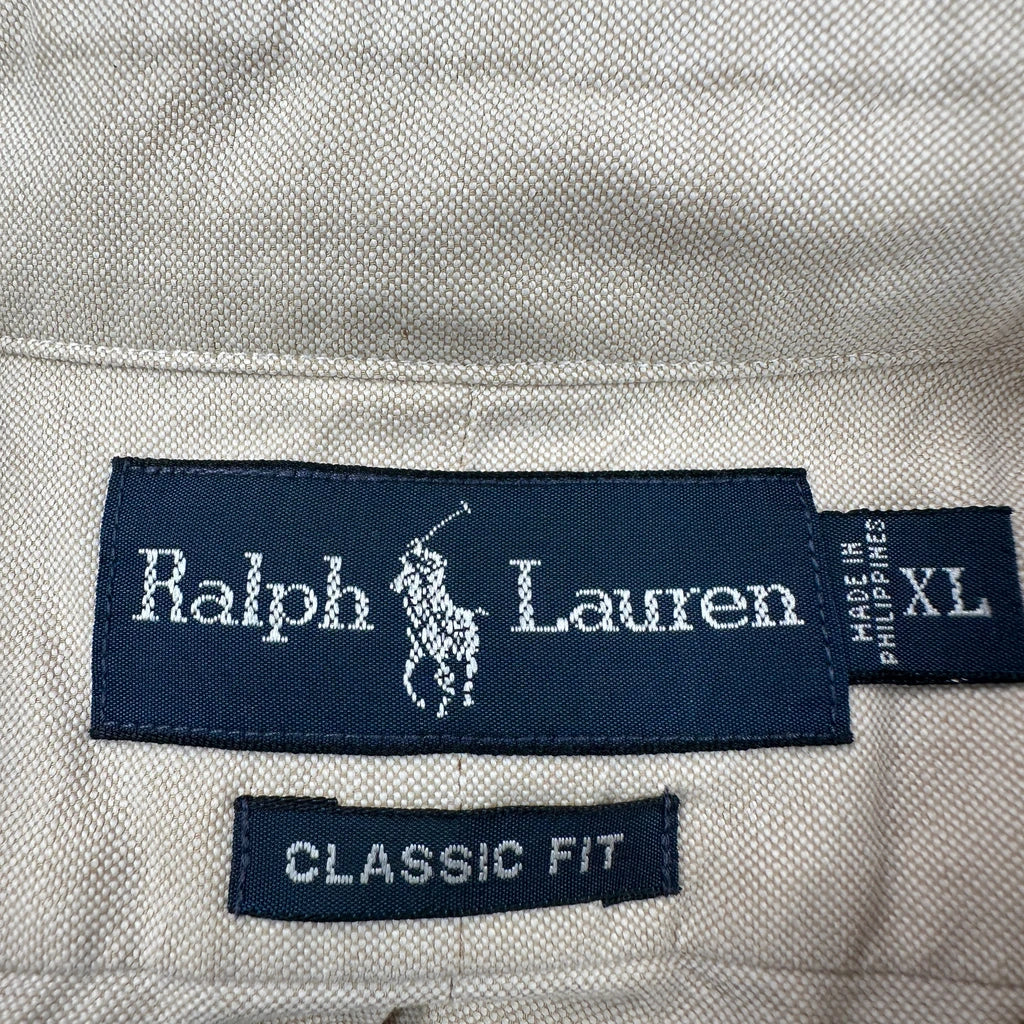 Ralph Lauren
MADE IN
PHILIPPINES
XL
CLASSIC FIT